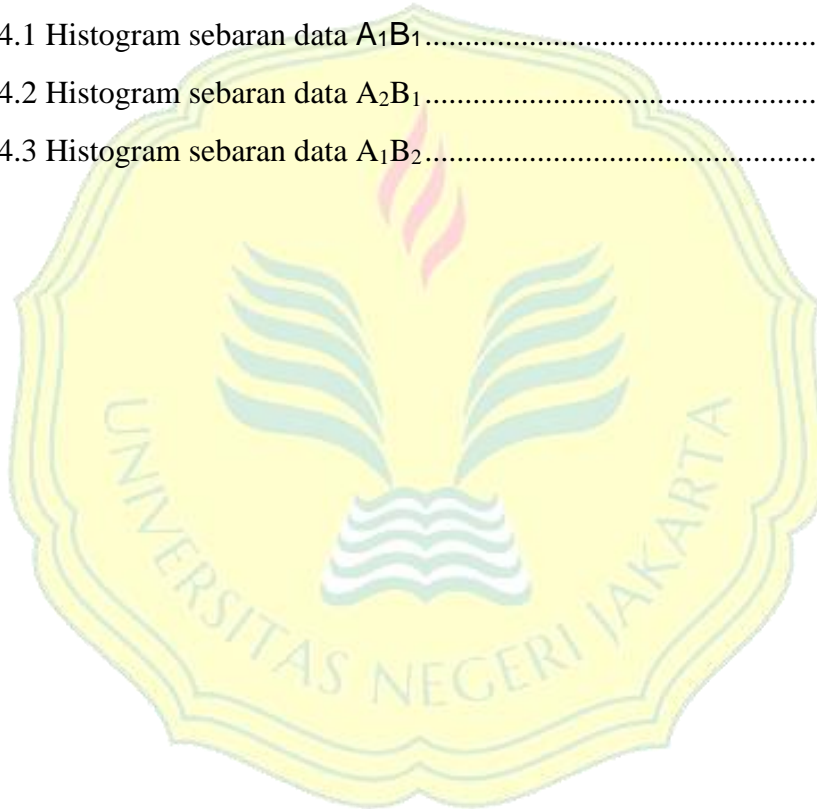 4.1 Histogram sebaran data A₁B₁..................................................
4.2 Histogram sebaran data A₂B₁..................................................
4.3 Histogram sebaran data A₁B₂..................................................
UNIVERSITAS NEGERI JAKARTA